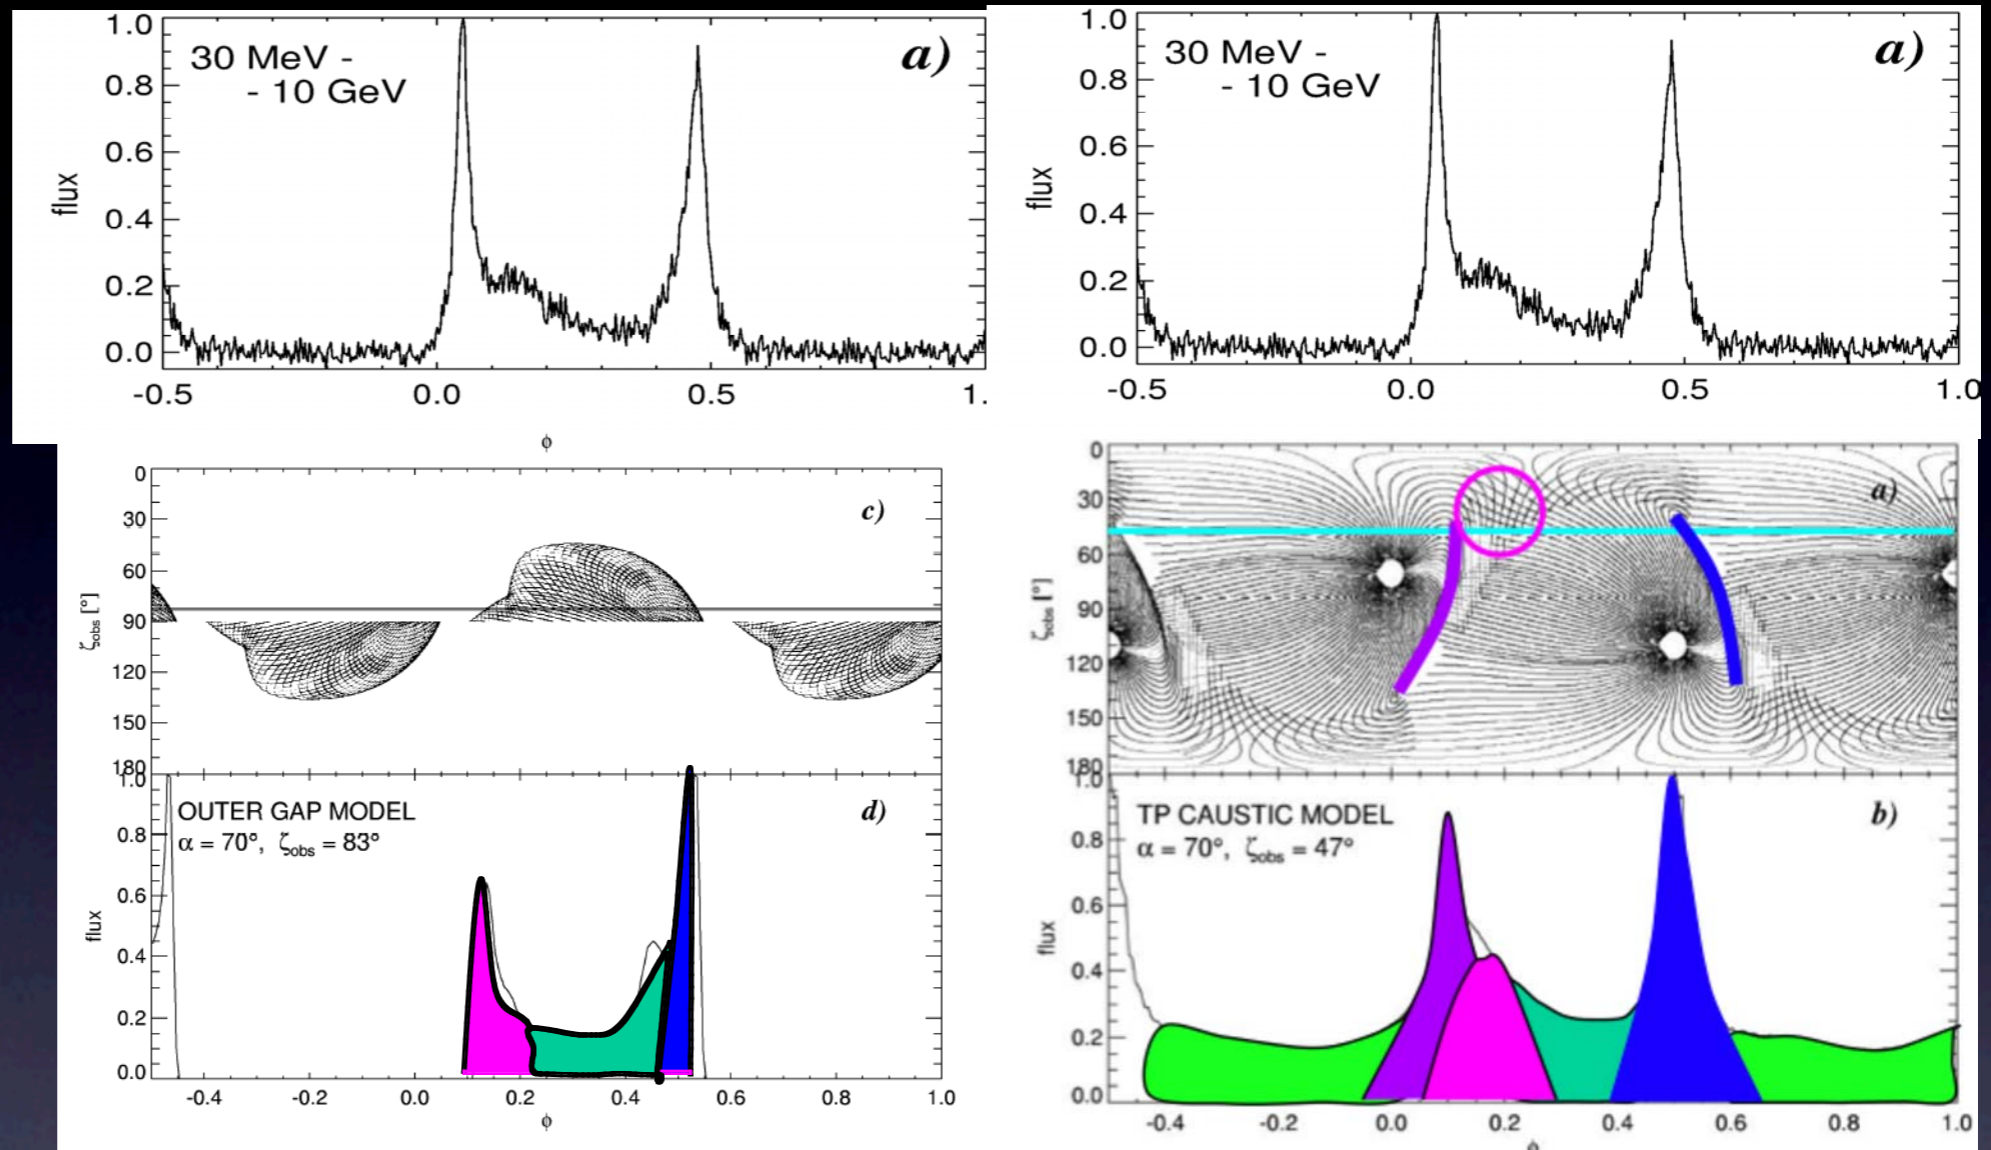 1.0
0.8
0.6
0.4
0.2
0.0
flux
30 MeV -
- 10 GeV
a)
-0.5
0.0
0.5
1.
ϕ
1.0
0.8
0.6
0.4
0.2
0.0
flux
30 MeV -
- 10 GeV
a)
-0.5
0.0
0.5
1.0
0
30
60
90
120
150
180
ζobs [°]
c)
1.0
0.8
0.6
0.4
0.2
0.0
flux
OUTER GAP MODEL
α = 70°, ζobs = 83°
d)
-0.4
-0.2
0.0
0.2
0.4
0.6
0.8
1.0
ϕ
0
30
60
90
120
150
180
ζobs [°]
a)
1.0
0.8
0.6
0.4
0.2
0.0
flux
TP CAUSTIC MODEL
α = 70°, ζobs = 47°
b)
-0.4
-0.2
0.0
0.2
0.4
0.6
0.8
1.0